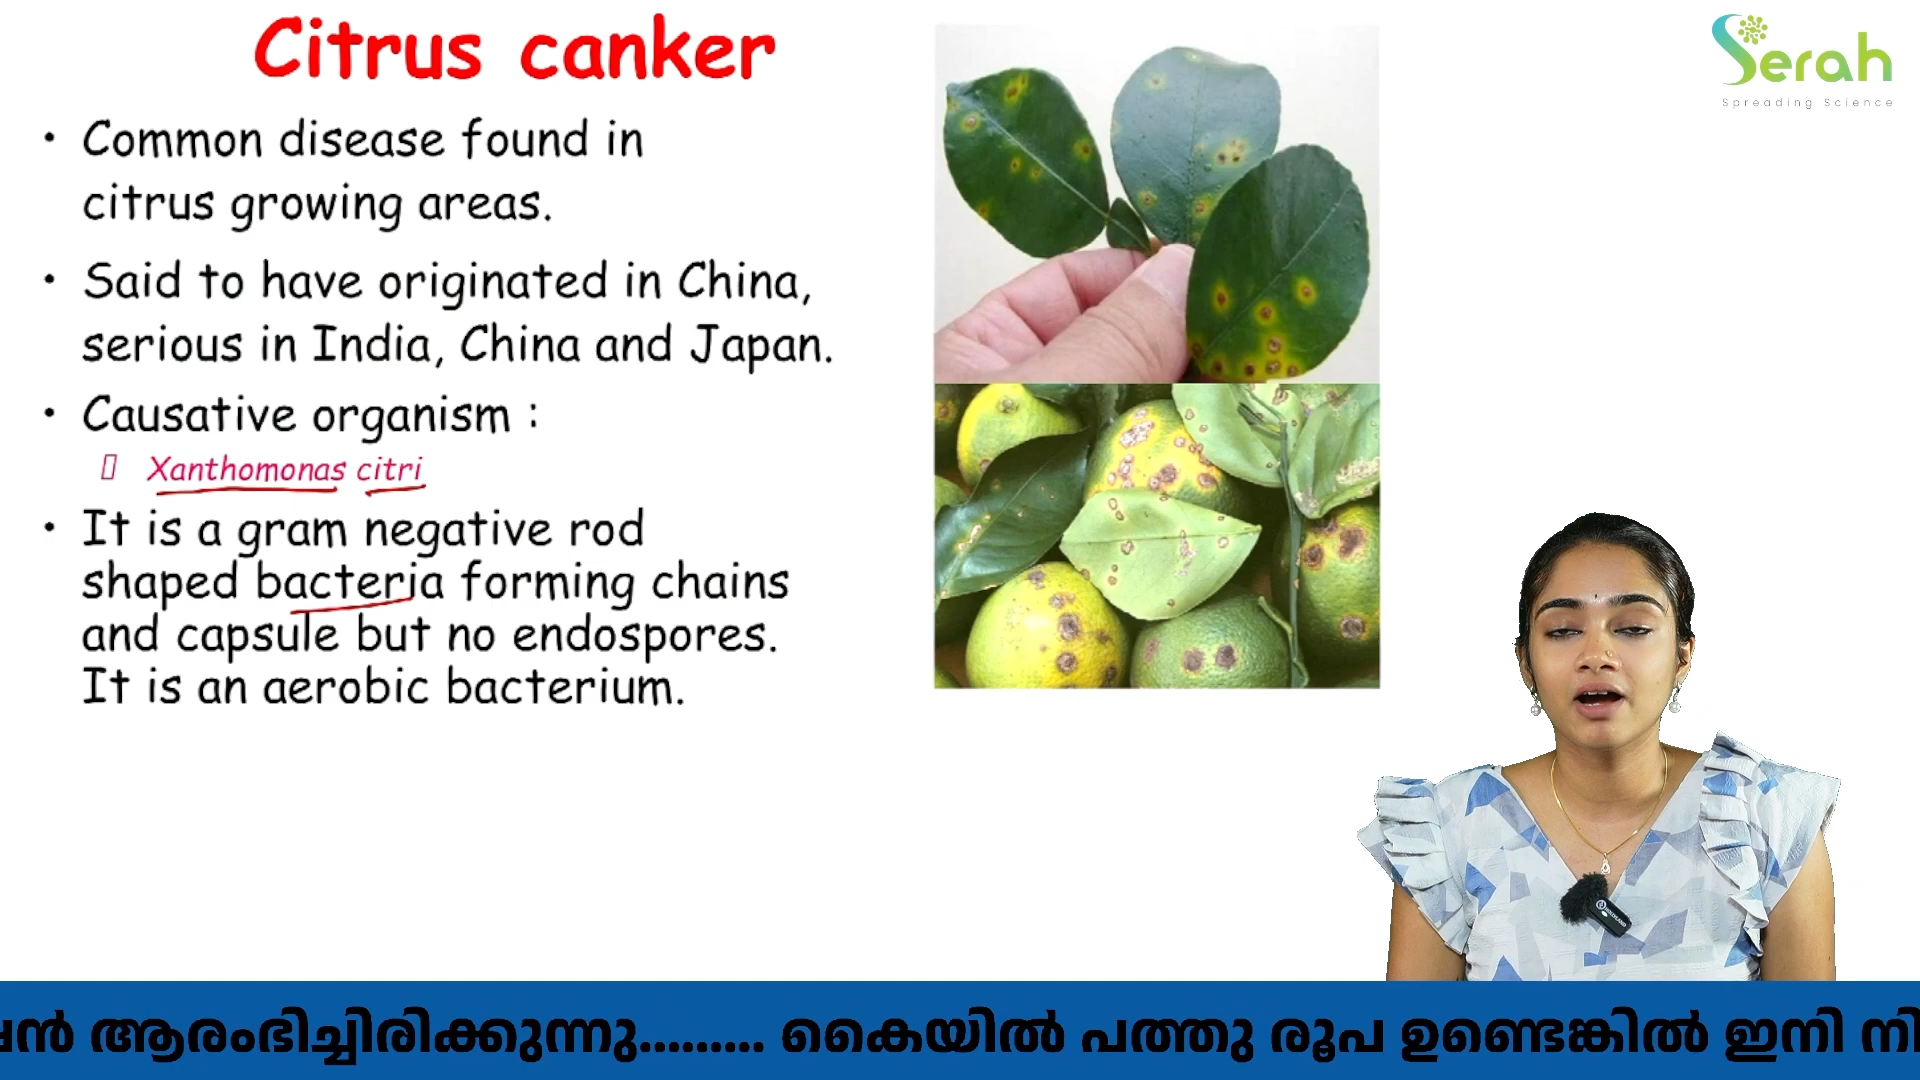 Citrus canker
• Common disease found in
citrus growing areas.
• Said to have originated in China,
serious in India, China and Japan.
• Causative organism :
Xanthomonas citri
• It is a gram negative rod
shaped bacteria forming chains
and capsule but no endospores.
It is an aerobic bacterium.
Serah
Spreading Science
ആരംഭിച്ചിരിക്കുന്നു......... കൈയിൽ പത്തു രൂപ ഉണ്ടെങ്കിൽ ഇനി